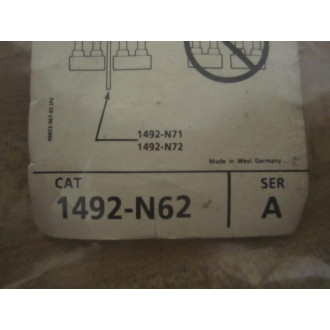 1492-N71
1492-N72
Made in West Germany
CAT
SER
1492-N62
A